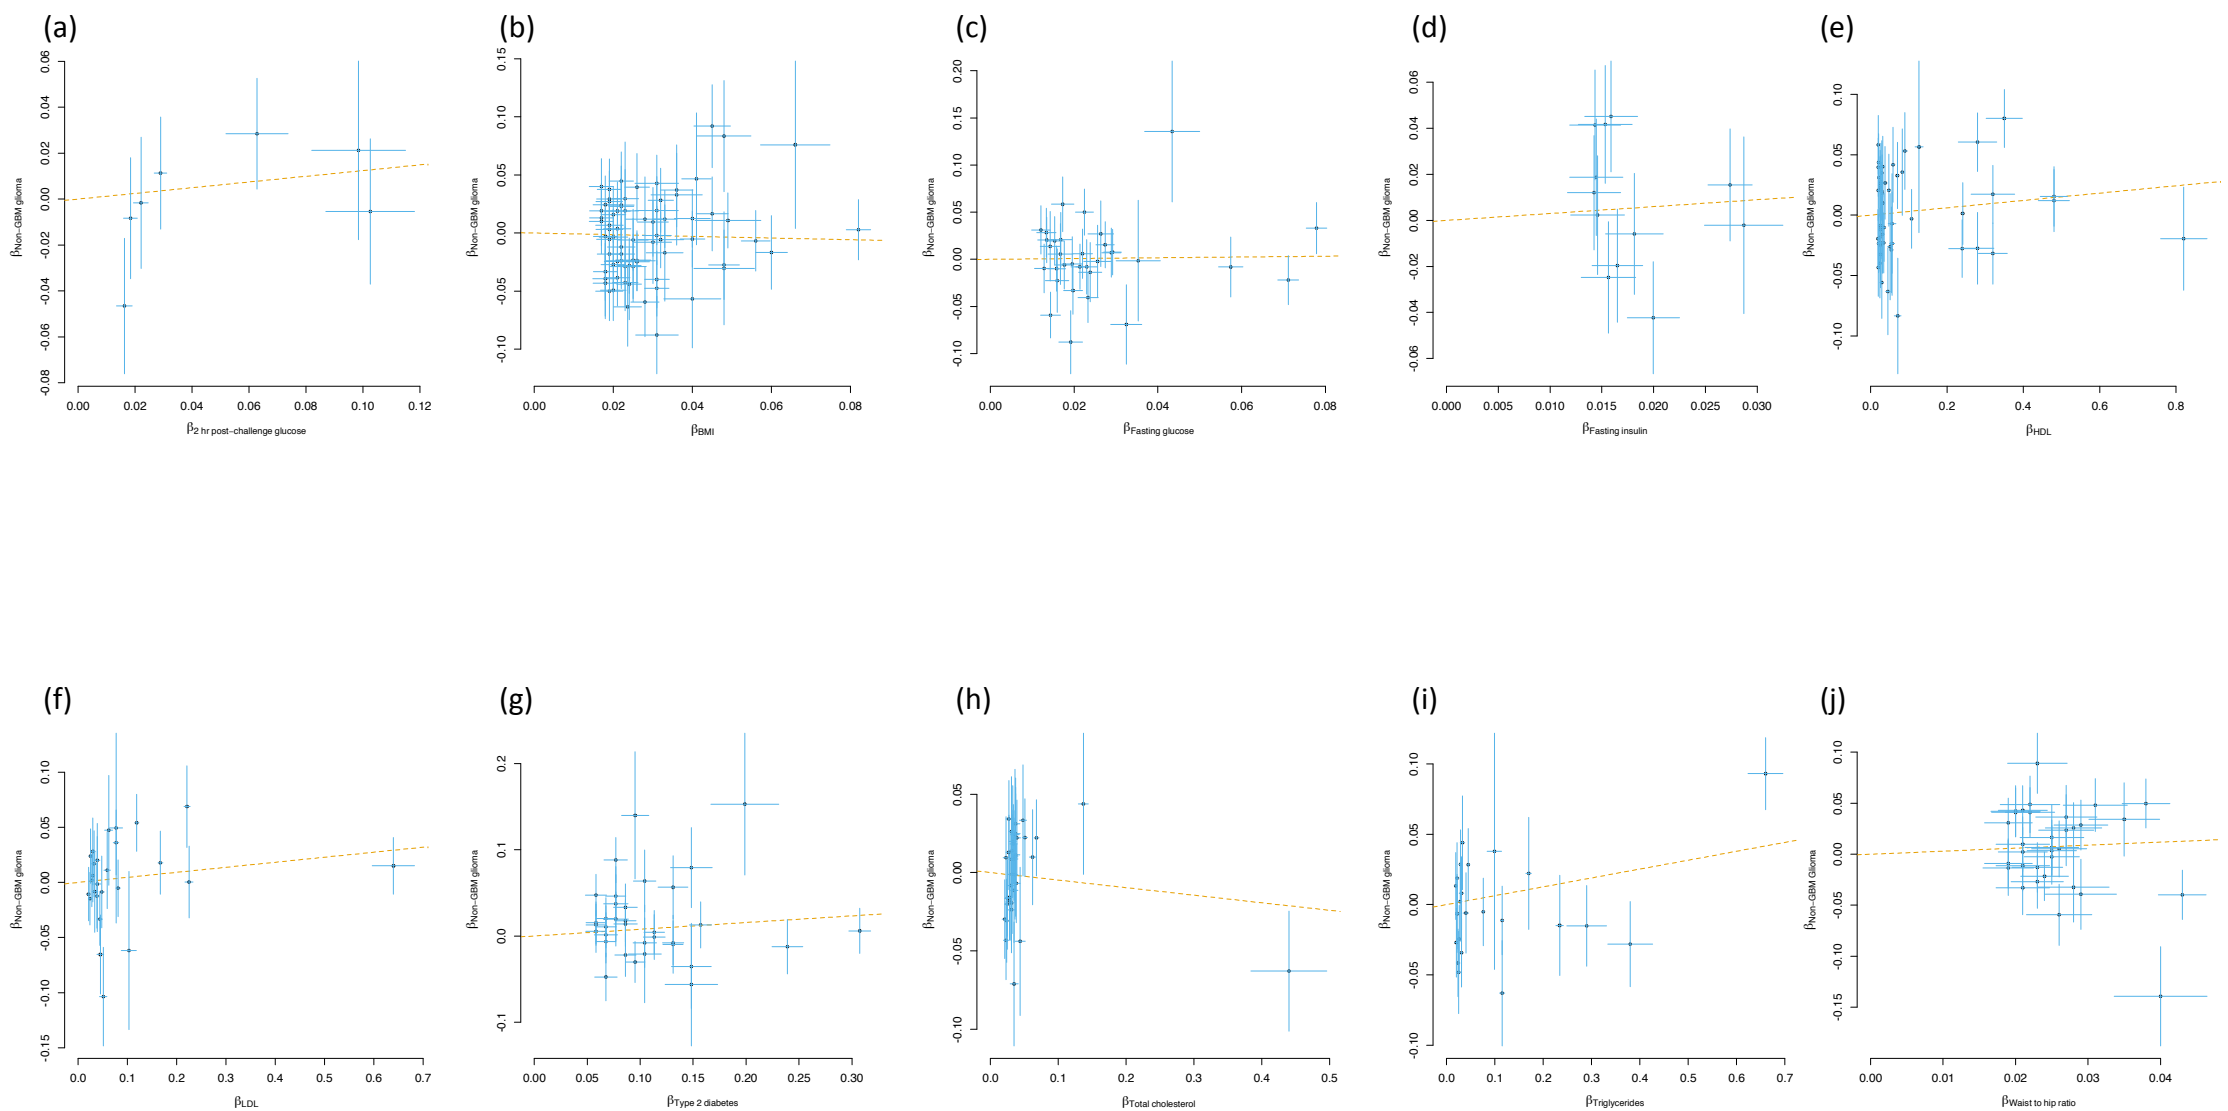 (a)
(b)
(c)
(d)
(e)
0.06
0.04
0.02
0.00
-0.02
-0.04
-0.06
-0.08
βNon−GBM glioma
0.00 0.02 0.04 0.06 0.08 0.10 0.12
β2 hr post−challenge glucose
0.15
0.10
0.05
0.00
-0.05
-0.10
βNon−GBM glioma
0.00 0.02 0.04 0.06 0.08
βBMI
0.20
0.15
0.10
0.05
0.00
-0.05
-0.10
βNon−GBM glioma
0.00 0.02 0.04 0.06 0.08
βFasting glucose
0.06
0.04
0.02
0.00
-0.02
-0.04
-0.06
βNon−GBM glioma
0.000 0.005 0.010 0.015 0.020 0.025 0.030
βFasting insulin
0.10
0.05
0.00
-0.05
-0.10
βNon−GBM glioma
0.0 0.2 0.4 0.6 0.8
βHDL
(f)
(g)
(h)
(i)
(j)
0.10
0.05
0.00
-0.05
-0.10
-0.15
βNon−GBM glioma
0.0 0.1 0.2 0.3 0.4 0.5 0.6 0.7
βLDL
0.2
0.1
0.0
-0.1
βNon−GBM glioma
0.00 0.05 0.10 0.15 0.20 0.25 0.30
βType 2 diabetes
0.05
0.00
-0.05
-0.10
βNon−GBM glioma
0.0 0.1 0.2 0.3 0.4 0.5
βTotal cholesterol
0.10
0.05
0.00
-0.05
-0.10
βNon−GBM glioma
0.0 0.1 0.2 0.3 0.4 0.5 0.6 0.7
βTriglycerides
0.10
0.05
0.00
-0.05
-0.10
-0.15
βNon−GBM Glioma
0.00 0.01 0.02 0.03 0.04
βWaist to hip ratio